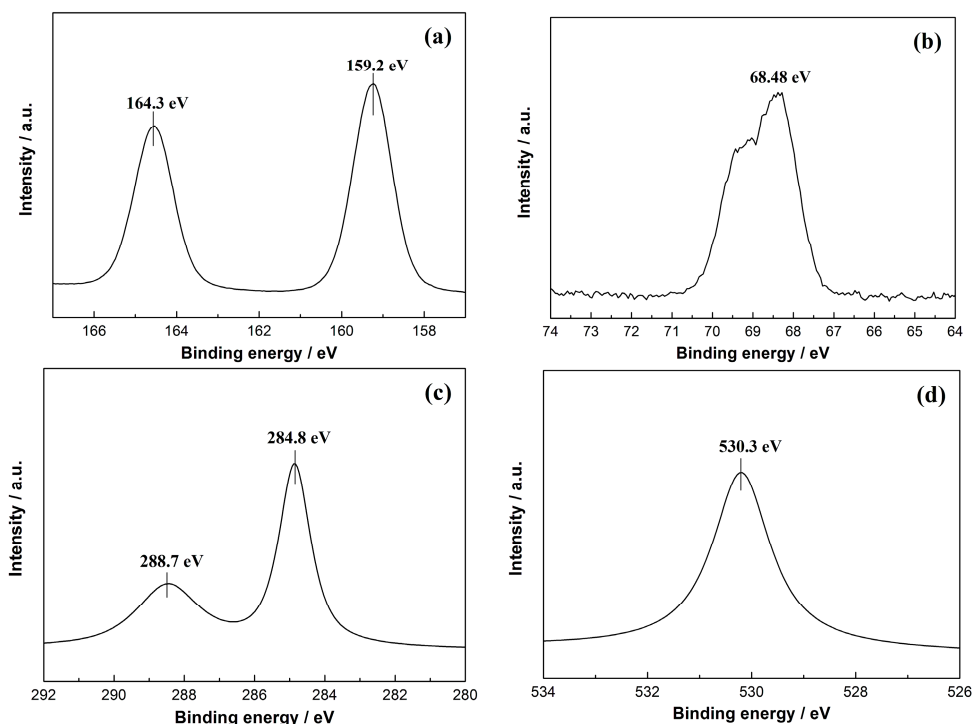 (a)
164.3 eV
159.2 eV
Intensity / a.u.
166 164 162 160 158
Binding energy / eV
(b)
68.48 eV
Intensity / a.u.
74 73 72 71 70 69 68 67 66 65 64
Binding energy / eV
(c)
284.8 eV
288.7 eV
Intensity / a.u.
292 290 288 286 284 282 280
Binding energy / eV
(d)
530.3 eV
Intensity / a.u.
534 532 530 528 526
Binding energy / eV